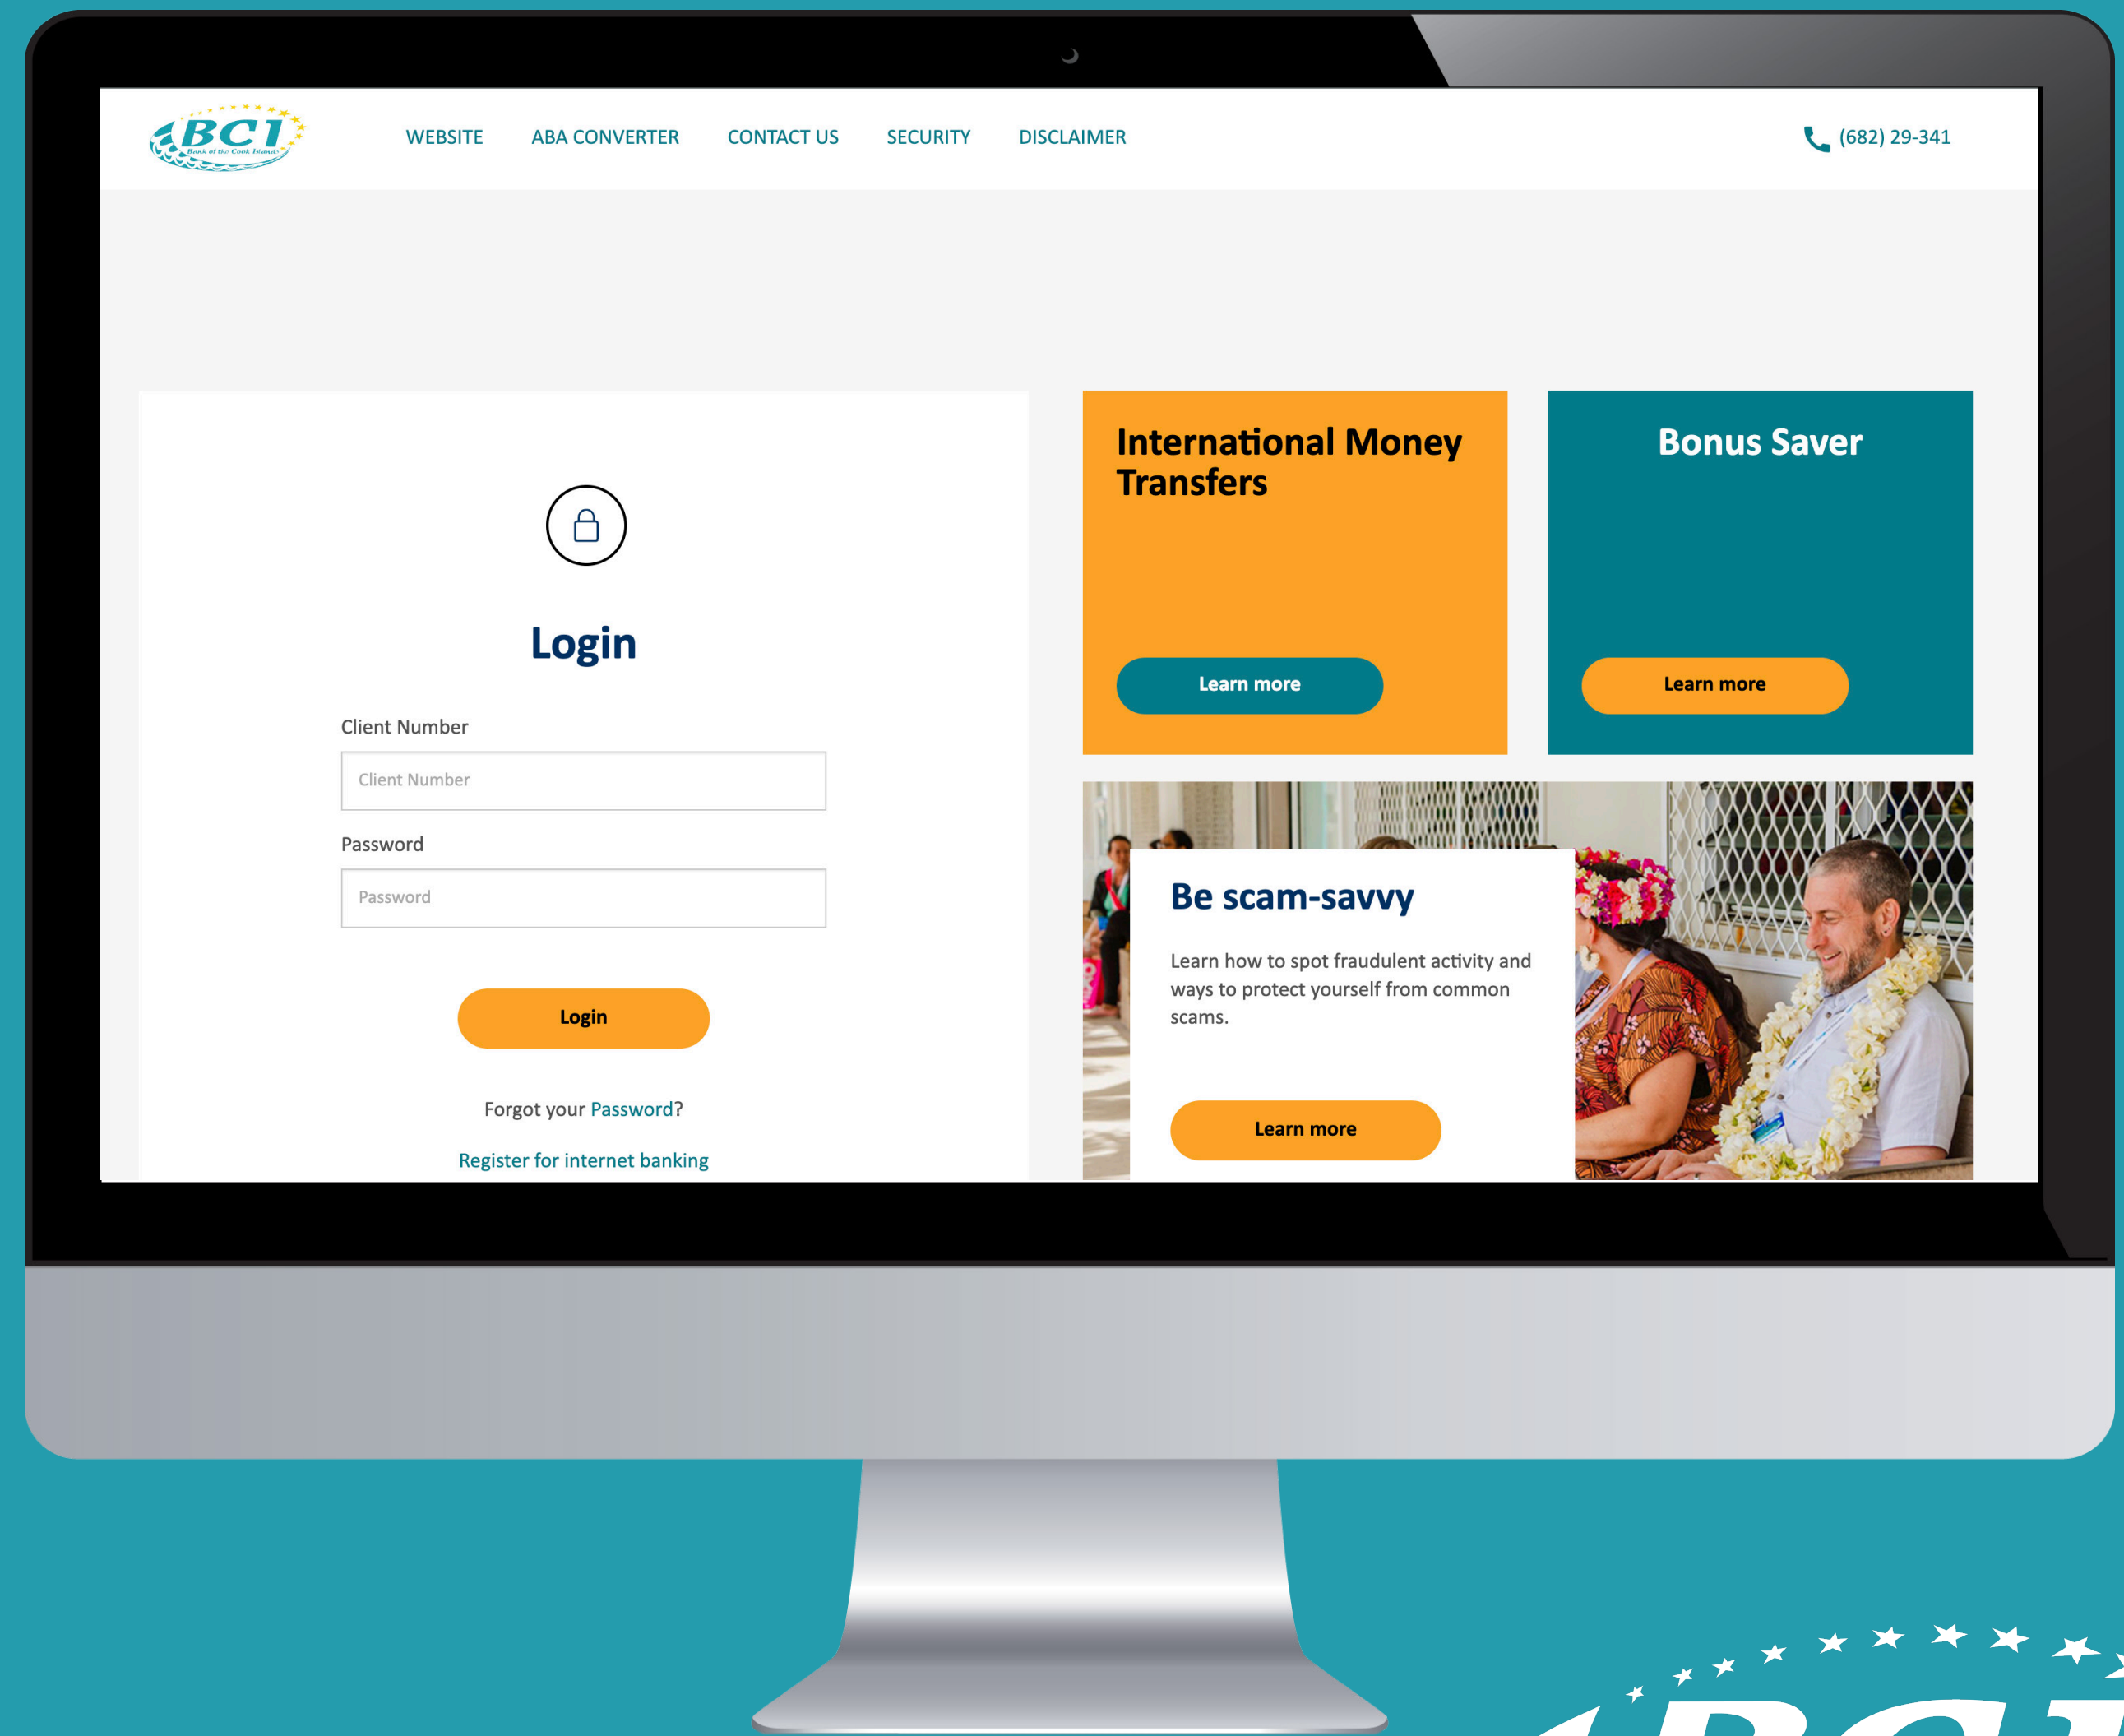 BCI
Bank of the Cook Islands
WEBSITE ABA CONVERTER CONTACT US SECURITY DISCLAIMER (682) 29-341
Login
Client Number
Client Number
Password
Password
Login
Forgot your Password?
Register for internet banking
International Money
Transfers
Learn more
Bonus Saver
Learn more
Be scam-savvy
Learn how to spot fraudulent activity and
ways to protect yourself from common
scams.
Learn more
BCI